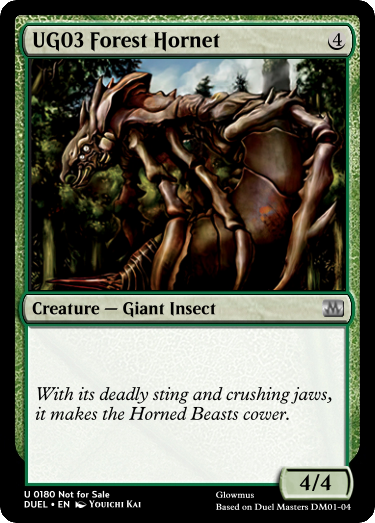 UG03 Forest Hornet 4
Creature — Giant Insect
With its deadly sting and crushing jaws,
it makes the Horned Beasts cower.
4/4
U 0180 Not for Sale
DUEL • EN Youichi Kai
Glowmus
Based on Duel Masters DM01-04